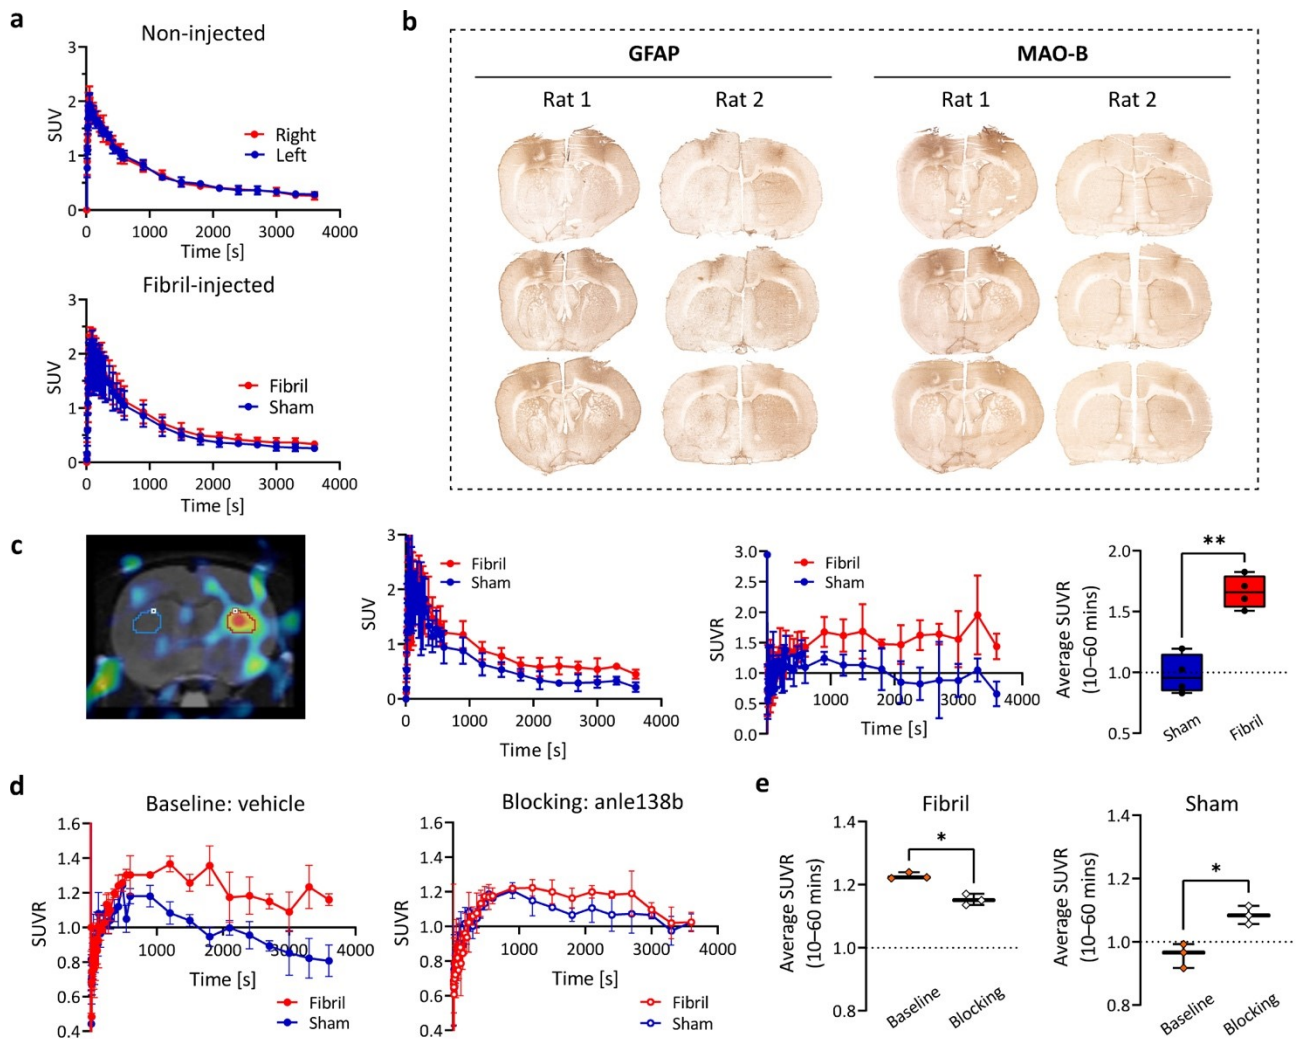 a
Non-injected
3
2
1
0
SUV
Right
Left
0 1000 2000 3000 4000
Time [s]
Fibril-injected
3
2
1
0
SUV
Fibril
Sham
0 1000 2000 3000 4000
Time [s]
b
GFAP MAO-B
Rat 1 Rat 2 Rat 1 Rat 2
c
3
2
1
0
SUV
Fibril
Sham
0 1000 2000 3000 4000
Time [s]
3.0
2.5
2.0
1.5
1.0
0.5
0.0
SUVR
Fibril
Sham
1000 2000 3000 4000
Time [s]
2.0
1.5
1.0
0.5
Average SUVR
(10–60 mins)
**
Sham Fibril
d
Baseline: vehicle
1.6
1.4
1.2
1.0
0.8
0.6
0.4
SUVR
1000 2000 3000 4000
Time [s]
Fibril
Sham
Blocking: anle138b
1.6
1.4
1.2
1.0
0.8
0.6
0.4
SUVR
1000 2000 3000 4000
Time [s]
Fibril
Sham
e
Fibril
1.4
1.2
1.0
0.8
Average SUVR
(10–60 mins)
*
Baseline Blocking
Sham
1.4
1.2
1.0
0.8
Average SUVR
(10–60 mins)
*
Baseline Blocking